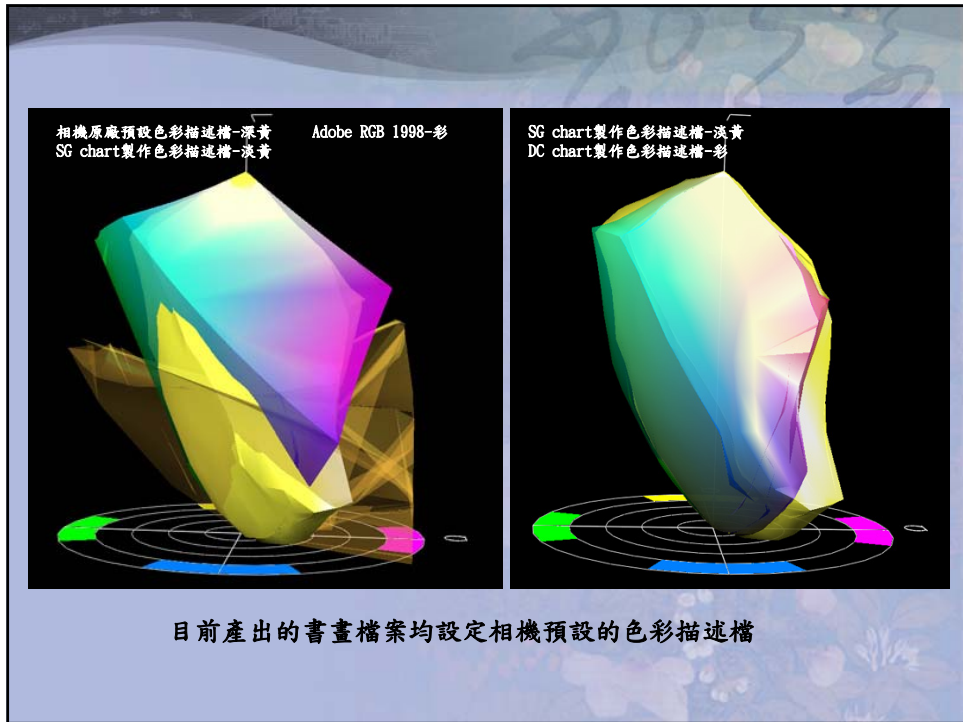 相機原廠預設色彩描述檔-深黃 Adobe RGB 1998-彩
SG chart製作色彩描述檔-淡黃
SG chart製作色彩描述檔-淡黃
DC chart製作色彩描述檔-彩
目前產出的書畫檔案均設定相機預設的色彩描述檔